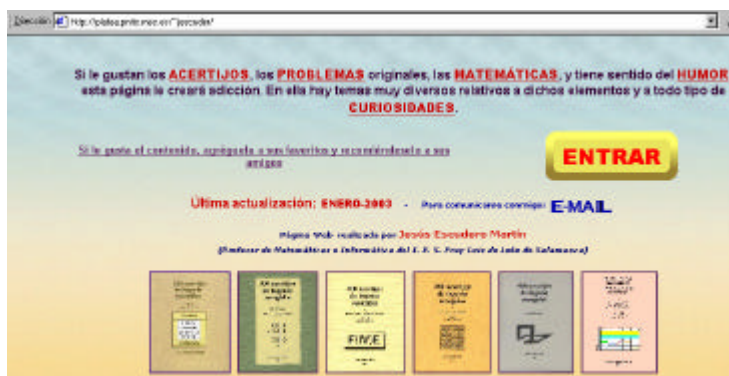 Dirección http://platea.pntic.mec.es/~jescuder/
Si le gustan los ACERTIJOS, los PROBLEMAS originales, las MATEMÁTICAS, y tiene sentido del HUMOR
esta página le creará adicción. En ella hay temas muy diversos relativos a dichos elementos y a todo tipo de
CURIOSIDADES.
Si le gusta el contenido, agréguela a sus favoritos y recomiéndesela a sus
amigos
ENTRAR
Última actualización: ENERO-2003 - Para comunicarse conmigo: E-MAIL
Página Web realizada por Jesús Escudero Martín
(Profesor de Matemáticas e Informática del I. E. S. Fray Luis de León de Salamanca)